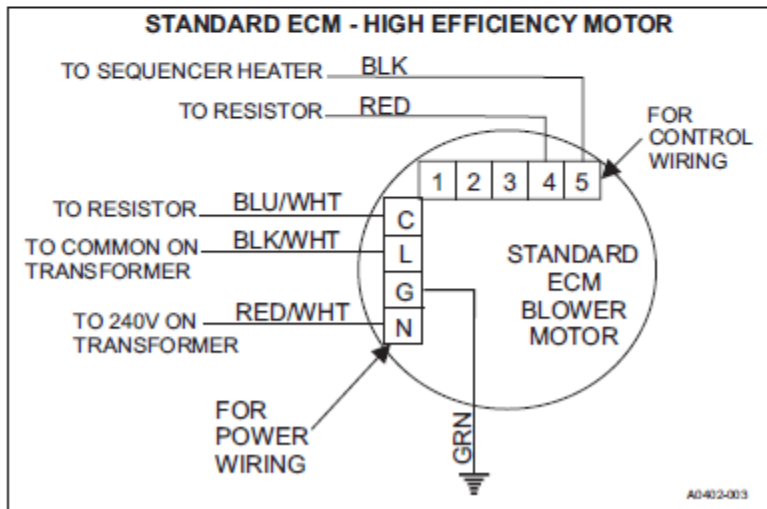 STANDARD ECM - HIGH EFFICIENCY MOTOR
TO SEQUENCER HEATER BLK
TO RESISTOR RED
FOR
CONTROL
WIRING
1 2 3 4 5
TO RESISTOR BLU/WHT
C
TO COMMON ON
TRANSFORMER
BLK/WHT
L
G
TO 240V ON
TRANSFORMER
RED/WHT
N
STANDARD
ECM
BLOWER
MOTOR
FOR
POWER
WIRING
GRN
A0402-003